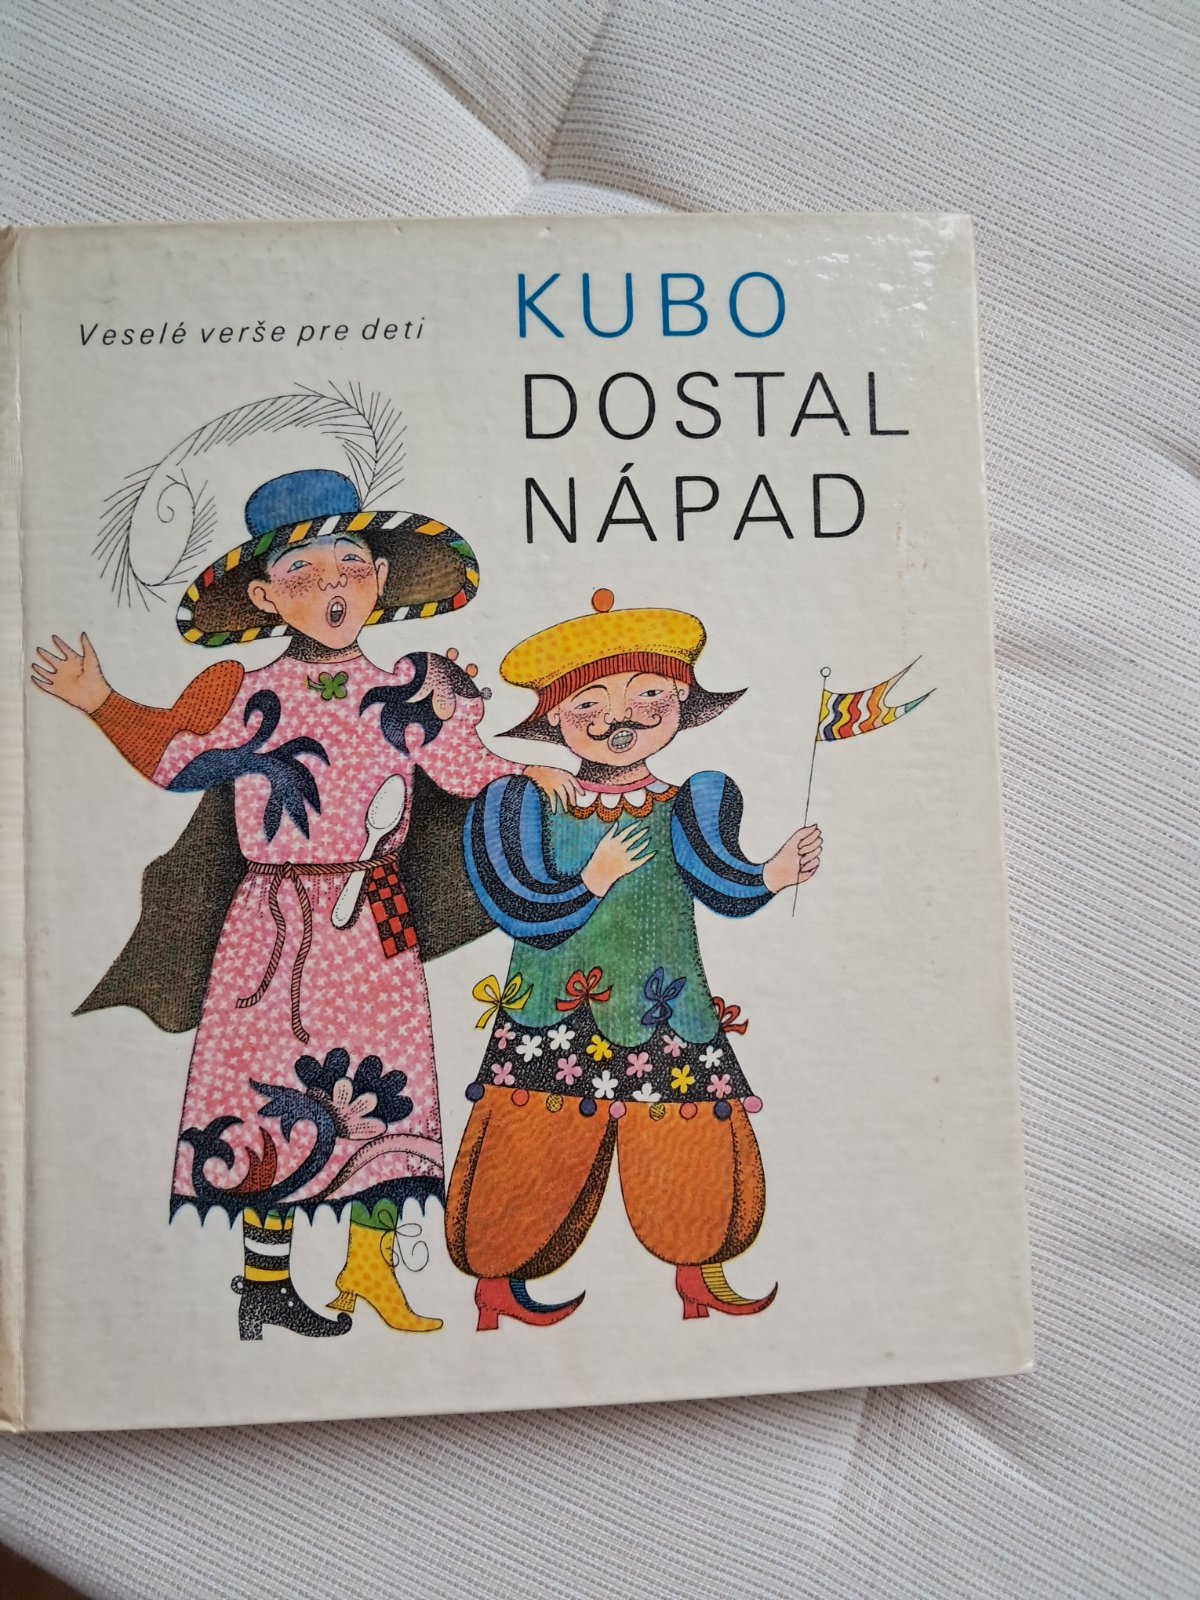 Veselé verše pre deti
KUBO
DOSTAL
NÁPAD